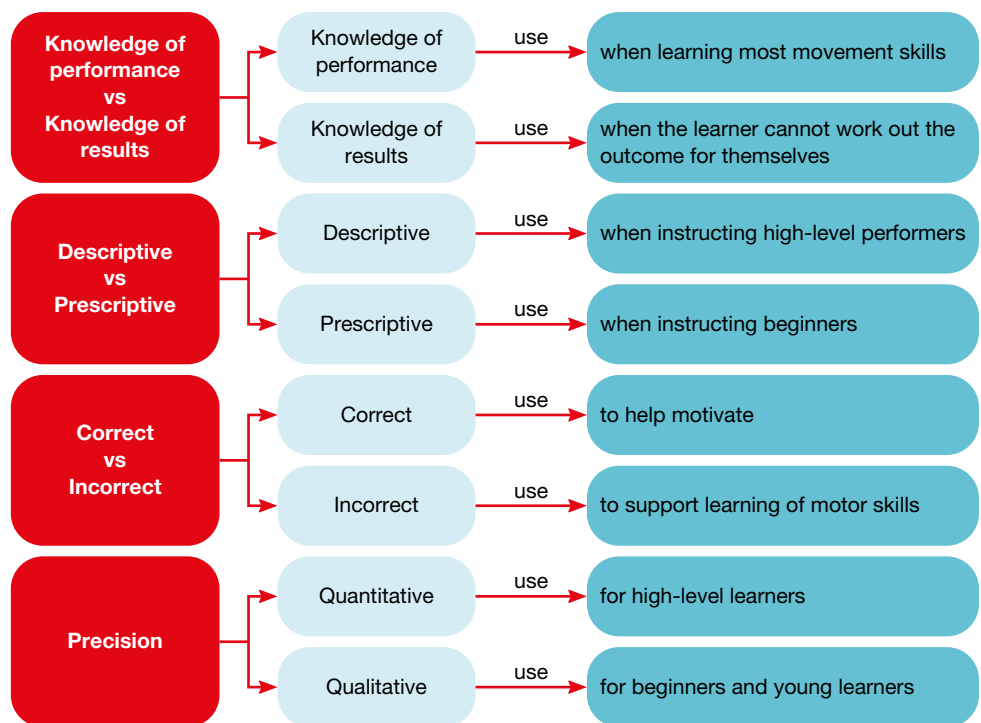 Knowledge of
performance
vs
Knowledge of
results
Knowledge of
performance
use
when learning most movement skills
Knowledge of
results
use
when the learner cannot work out the
outcome for themselves
Descriptive
vs
Prescriptive
Descriptive
use
when instructing high-level performers
Prescriptive
use
when instructing beginners
Correct
vs
Incorrect
Correct
use
to help motivate
Incorrect
use
to support learning of motor skills
Precision
Quantitative
use
for high-level learners
Qualitative
use
for beginners and young learners